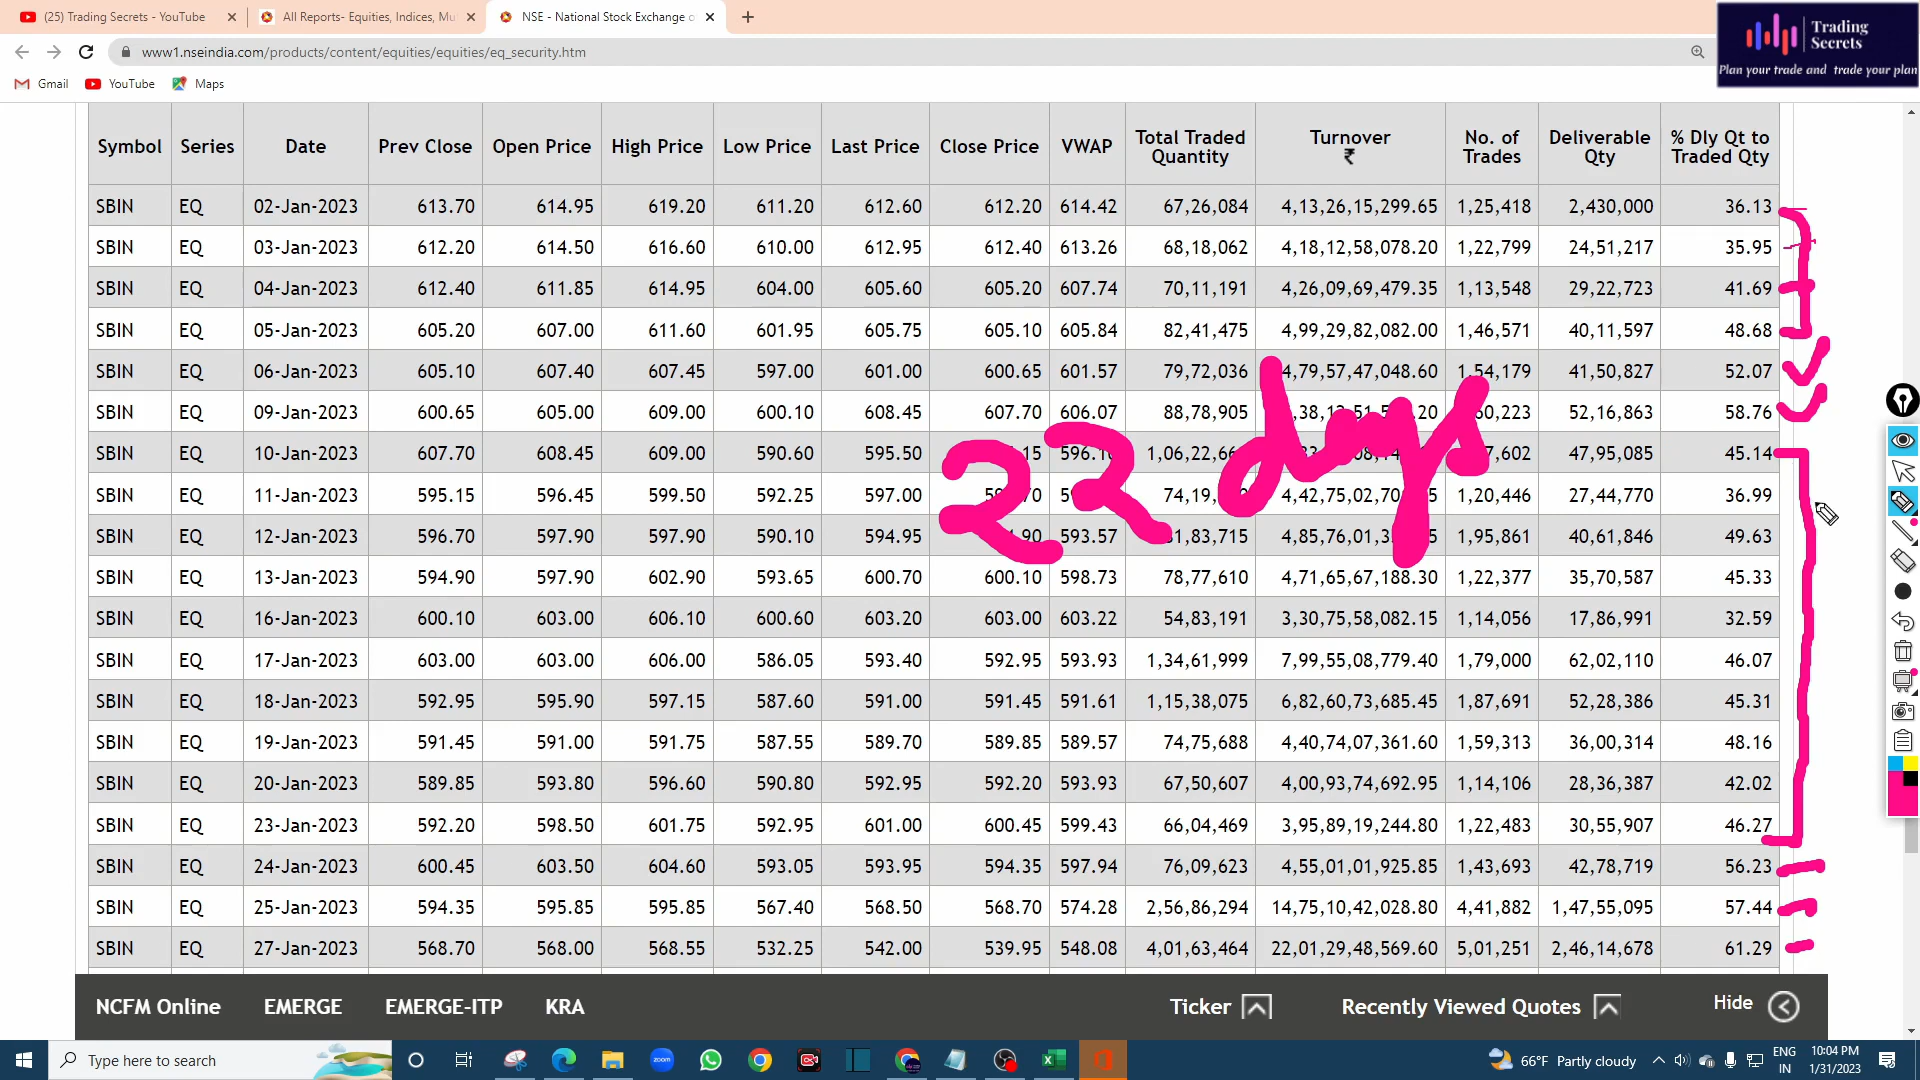 (25) Trading Secrets - YouTube
All Reports- Equities, Indices, Mu
NSE - National Stock Exchange o
www1.nseindia.com/products/content/equities/equities/eq_security.htm
Trading Secrets
Plan your trade and trade your plan
Gmail YouTube Maps
Symbol Series Date Prev Close Open Price High Price Low Price Last Price Close Price VWAP Total Traded Quantity Turnover ₹ No. of Trades Deliverable Qty % Dly Qt to Traded Qty
SBIN EQ 02-Jan-2023 613.70 614.95 619.20 611.20 612.60 612.20 614.42 67,26,084 4,13,26,15,299.65 1,25,418 2,430,000 36.13
SBIN EQ 03-Jan-2023 612.20 614.50 616.60 610.00 612.95 612.40 613.26 68,18,062 4,18,12,58,078.20 1,22,799 24,51,217 35.95
SBIN EQ 04-Jan-2023 612.40 611.85 614.95 604.00 605.60 605.20 607.74 70,11,191 4,26,09,69,479.35 1,13,548 29,22,723 41.69
SBIN EQ 05-Jan-2023 605.20 607.00 611.60 601.95 605.75 605.10 605.84 82,41,475 4,99,29,82,082.00 1,46,571 40,11,597 48.68
SBIN EQ 06-Jan-2023 605.10 607.40 607.45 597.00 601.00 600.65 601.57 79,72,036 4,79,57,47,048.60 1,54,179 41,50,827 52.07
SBIN EQ 09-Jan-2023 600.65 605.00 609.00 600.10 608.45 607.70 606.07 88,78,905 52,16,863 58.76
22 days
SBIN EQ 10-Jan-2023 607.70 608.45 609.00 590.60 595.50 47,95,085 45.14
SBIN EQ 11-Jan-2023 595.15 596.45 599.50 592.25 597.00 1,20,446 27,44,770 36.99
SBIN EQ 12-Jan-2023 596.70 597.90 597.90 590.10 594.95 593.57 1,95,861 40,61,846 49.63
SBIN EQ 13-Jan-2023 594.90 597.90 602.90 593.65 600.70 600.10 598.73 78,77,610 4,71,65,67,188.30 1,22,377 35,70,587 45.33
SBIN EQ 16-Jan-2023 600.10 603.00 606.10 600.60 603.20 603.00 603.22 54,83,191 3,30,75,58,082.15 1,14,056 17,86,991 32.59
SBIN EQ 17-Jan-2023 603.00 603.00 606.00 586.05 593.40 592.95 593.93 1,34,61,999 7,99,55,08,779.40 1,79,000 62,02,110 46.07
SBIN EQ 18-Jan-2023 592.95 595.90 597.15 587.60 591.00 591.45 591.61 1,15,38,075 6,82,60,73,685.45 1,87,691 52,28,386 45.31
SBIN EQ 19-Jan-2023 591.45 591.00 591.75 587.55 589.70 589.85 589.57 74,75,688 4,40,74,07,361.60 1,59,313 36,00,314 48.16
SBIN EQ 20-Jan-2023 589.85 593.80 596.60 590.80 592.95 592.20 593.93 67,50,607 4,00,93,74,692.95 1,14,106 28,36,387 42.02
SBIN EQ 23-Jan-2023 592.20 598.50 601.75 592.95 601.00 600.45 599.43 66,04,469 3,95,89,19,244.80 1,22,483 30,55,907 46.27
SBIN EQ 24-Jan-2023 600.45 603.50 604.60 593.05 593.95 594.35 597.94 76,09,623 4,55,01,01,925.85 1,43,693 42,78,719 56.23
SBIN EQ 25-Jan-2023 594.35 595.85 595.85 567.40 568.50 568.70 574.28 2,56,86,294 14,75,10,42,028.80 4,41,882 1,47,55,095 57.44
SBIN EQ 27-Jan-2023 568.70 568.00 568.55 532.25 542.00 539.95 548.08 4,01,63,464 22,01,29,48,569.60 5,01,251 2,46,14,678 61.29
NCFM Online EMERGE EMERGE-ITP KRA Ticker Recently Viewed Quotes Hide
Type here to search
zoom
66°F Partly cloudy
ENG IN
10:04 PM
1/31/2023